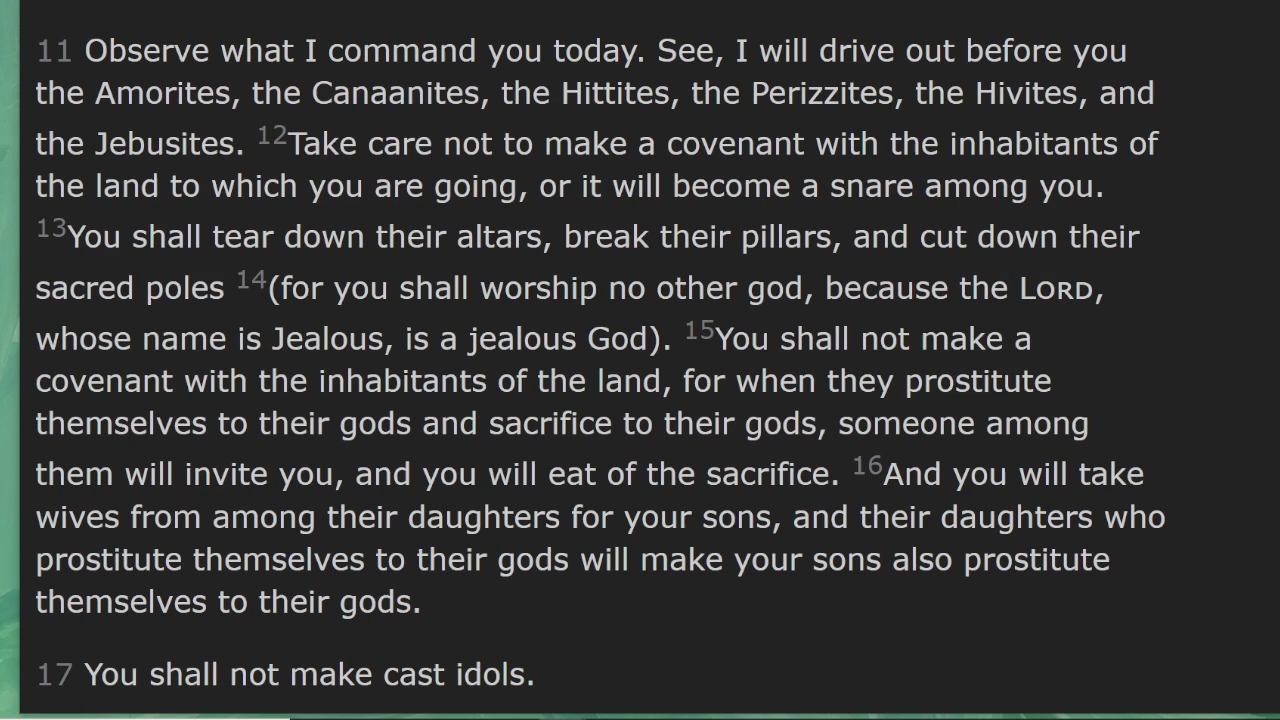 11 Observe what I command you today. See, I will drive out before you
the Amorites, the Canaanites, the Hittites, the Perizzites, the Hivites, and
the Jebusites. 12Take care not to make a covenant with the inhabitants of
the land to which you are going, or it will become a snare among you.
13You shall tear down their altars, break their pillars, and cut down their
sacred poles 14(for you shall worship no other god, because the LORD,
whose name is Jealous, is a jealous God). 15You shall not make a
covenant with the inhabitants of the land, for when they prostitute
themselves to their gods and sacrifice to their gods, someone among
them will invite you, and you will eat of the sacrifice. 16And you will take
wives from among their daughters for your sons, and their daughters who
prostitute themselves to their gods will make your sons also prostitute
themselves to their gods.
17 You shall not make cast idols.